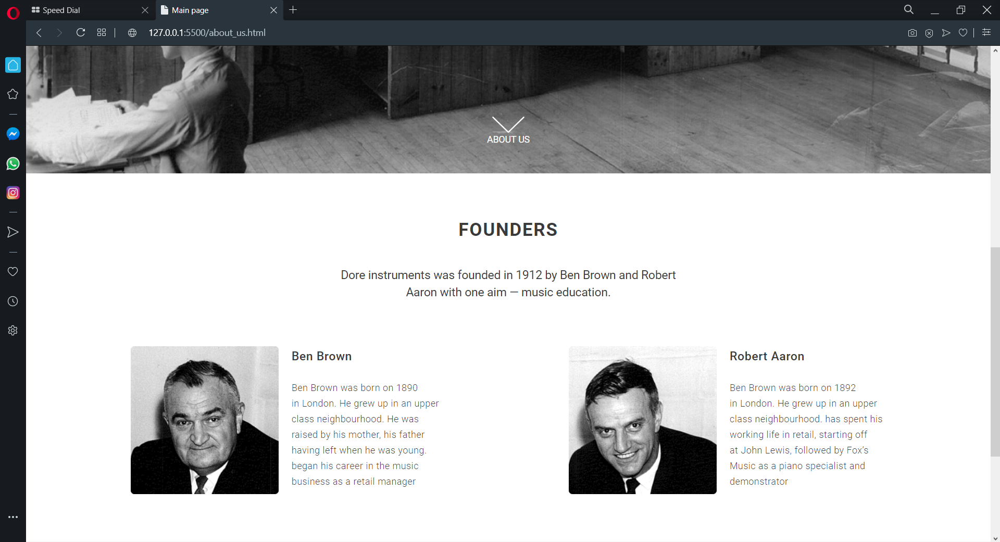 Speed Dial
Main page
127.0.0.1:5500/about_us.html
ABOUT US
FOUNDERS
Dore instruments was founded in 1912 by Ben Brown and Robert
Aaron with one aim — music education.
Ben Brown
Ben Brown was born on 1890
in London. He grew up in an upper
class neighbourhood. He was
raised by his mother, his father
having left when he was young.
began his career in the music
business as a retail manager
Robert Aaron
Ben Brown was born on 1892
in London. He grew up in an upper
class neighbourhood. has spent his
working life in retail, starting off
at John Lewis, followed by Fox’s
Music as a piano specialist and
demonstrator